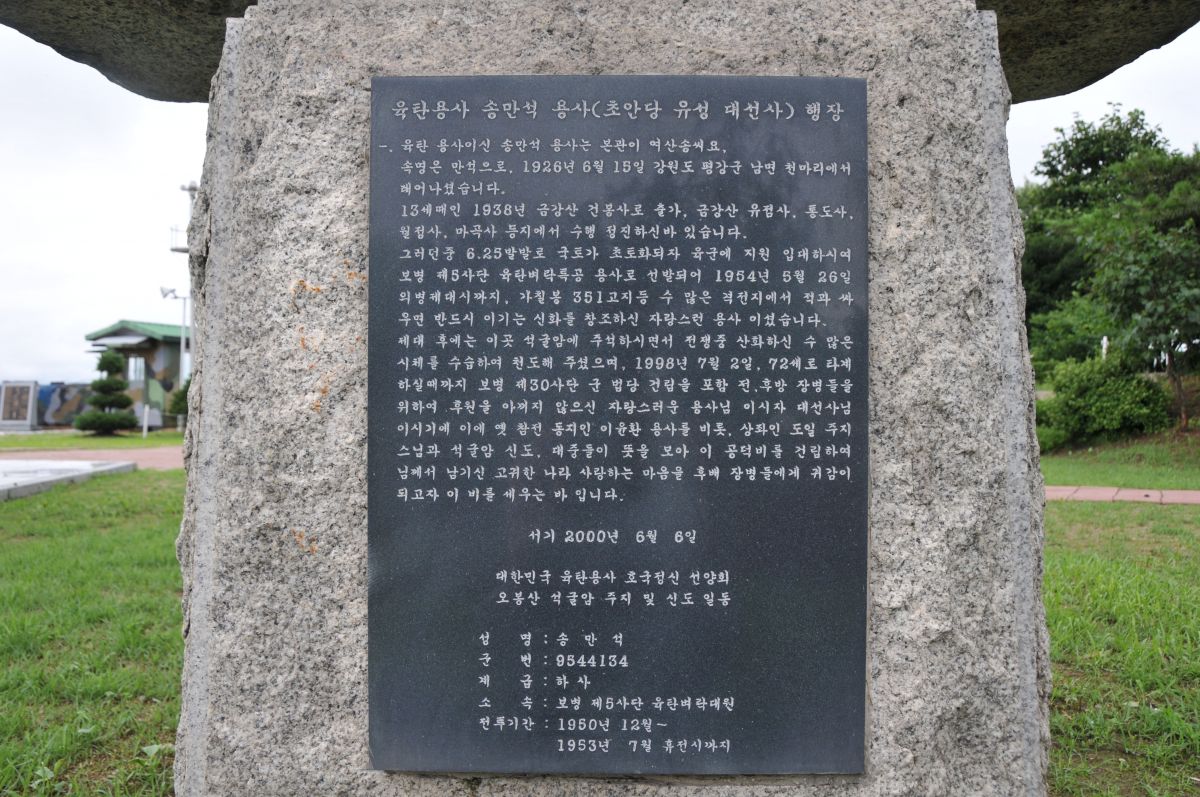 육탄용사 송만석 용사(초안당 유성 대선사) 행장
一. 육탄 용사이신 송만석 용사는 본관이 여산송씨요,
속명은 만석으로, 1926년 6월 15일 강원도 평강군 남면 천마리에서
태어나셨습니다.
13세때인 1938년 금강산 건봉사로 출가, 금강산 유점사, 통도사,
월정사, 마곡사 등지에서 수행 정진하신바 있습니다.
그러던중 6.25발발로 국토가 초토화되자 육군에 지원 입대하시여
보병 제5사단 육탄벼락특공 용사로 선발되어 1954년 5월 26일
의병제대시까지, 가칠봉 351고지등 수 많은 격전지에서 적과 싸
우면 반드시 이기는 신화를 창조하신 자랑스런 용사 이셨습니다.
제대 후에는 이곳 석굴암에 주석하시면서 전쟁중 산화하신 수 많은
시체를 수습하여 천도해 주셨으며, 1998년 7월 2일, 72세로 타계
하실때까지 보병 제30사단 군 법당 건립을 포함 전,후방 장병들을
위하여 후원을 아끼지 않으신 자랑스러운 용사님 이시자 대선사님
이시기에 이에 옛 참전 동지인 이윤환 용사를 비롯, 상좌인 도일 주지
스님과 석굴암 신도, 대중들이 뜻을 모아 이 공덕비를 건립하여
님께서 남기신 고귀한 나라 사랑하는 마음을 후배 장병들에게 귀감이
되고자 이 비를 세우는 바 입니다.
서기 2000년 6월 6일
대한민국 육탄용사 호국정신 선양회
오봉산 석굴암 주지 및 신도 일동
성 명 : 송 만 석
군 번 : 9544134
계 급 : 하 사
소 속 : 보병 제5사단 육탄벼락대원
전투기간 : 1950년 12월~
1953년 7월 휴전시까지